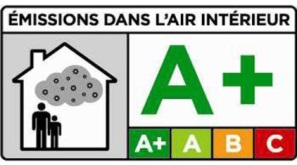 ÉMISSIONS DANS L'AIR INTÉRIEUR
A+
A+ A B C